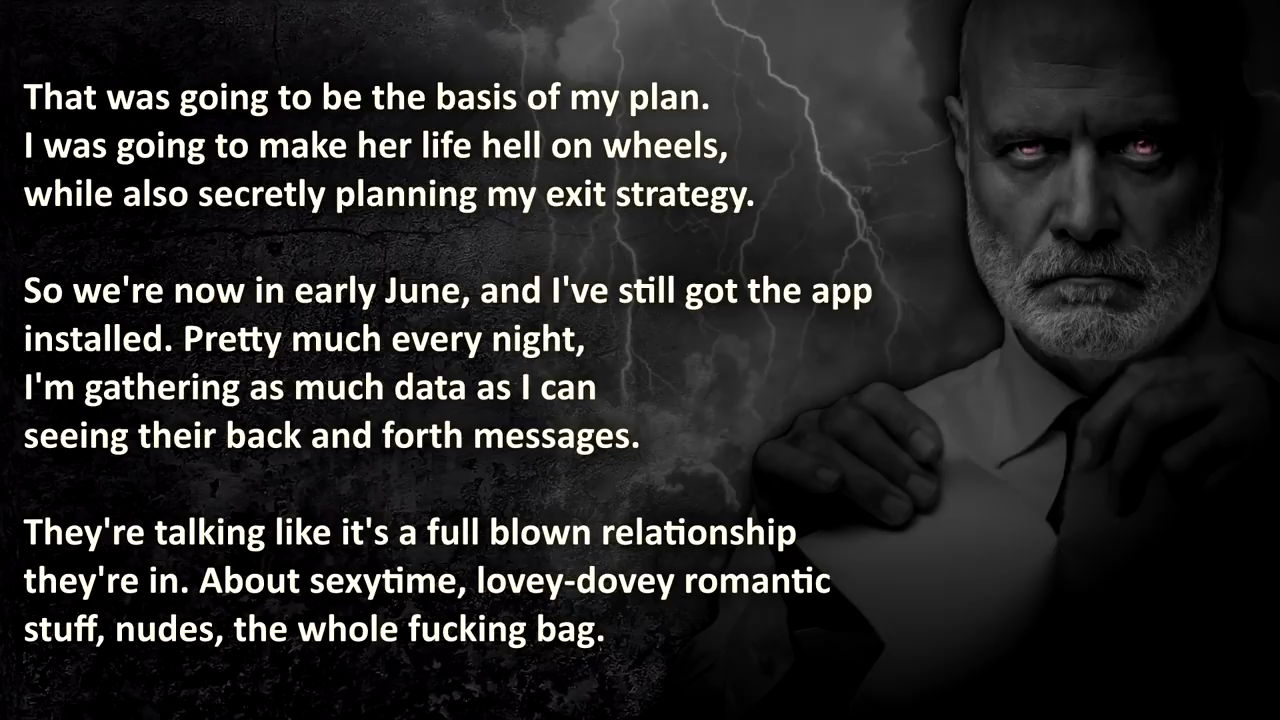 That was going to be the basis of my plan.
I was going to make her life hell on wheels,
while also secretly planning my exit strategy.
So we're now in early June, and I've still got the app
installed. Pretty much every night,
I'm gathering as much data as I can
seeing their back and forth messages.
They're talking like it's a full blown relationship
they're in. About sexytime, lovey-dovey romantic
stuff, nudes, the whole fucking bag.